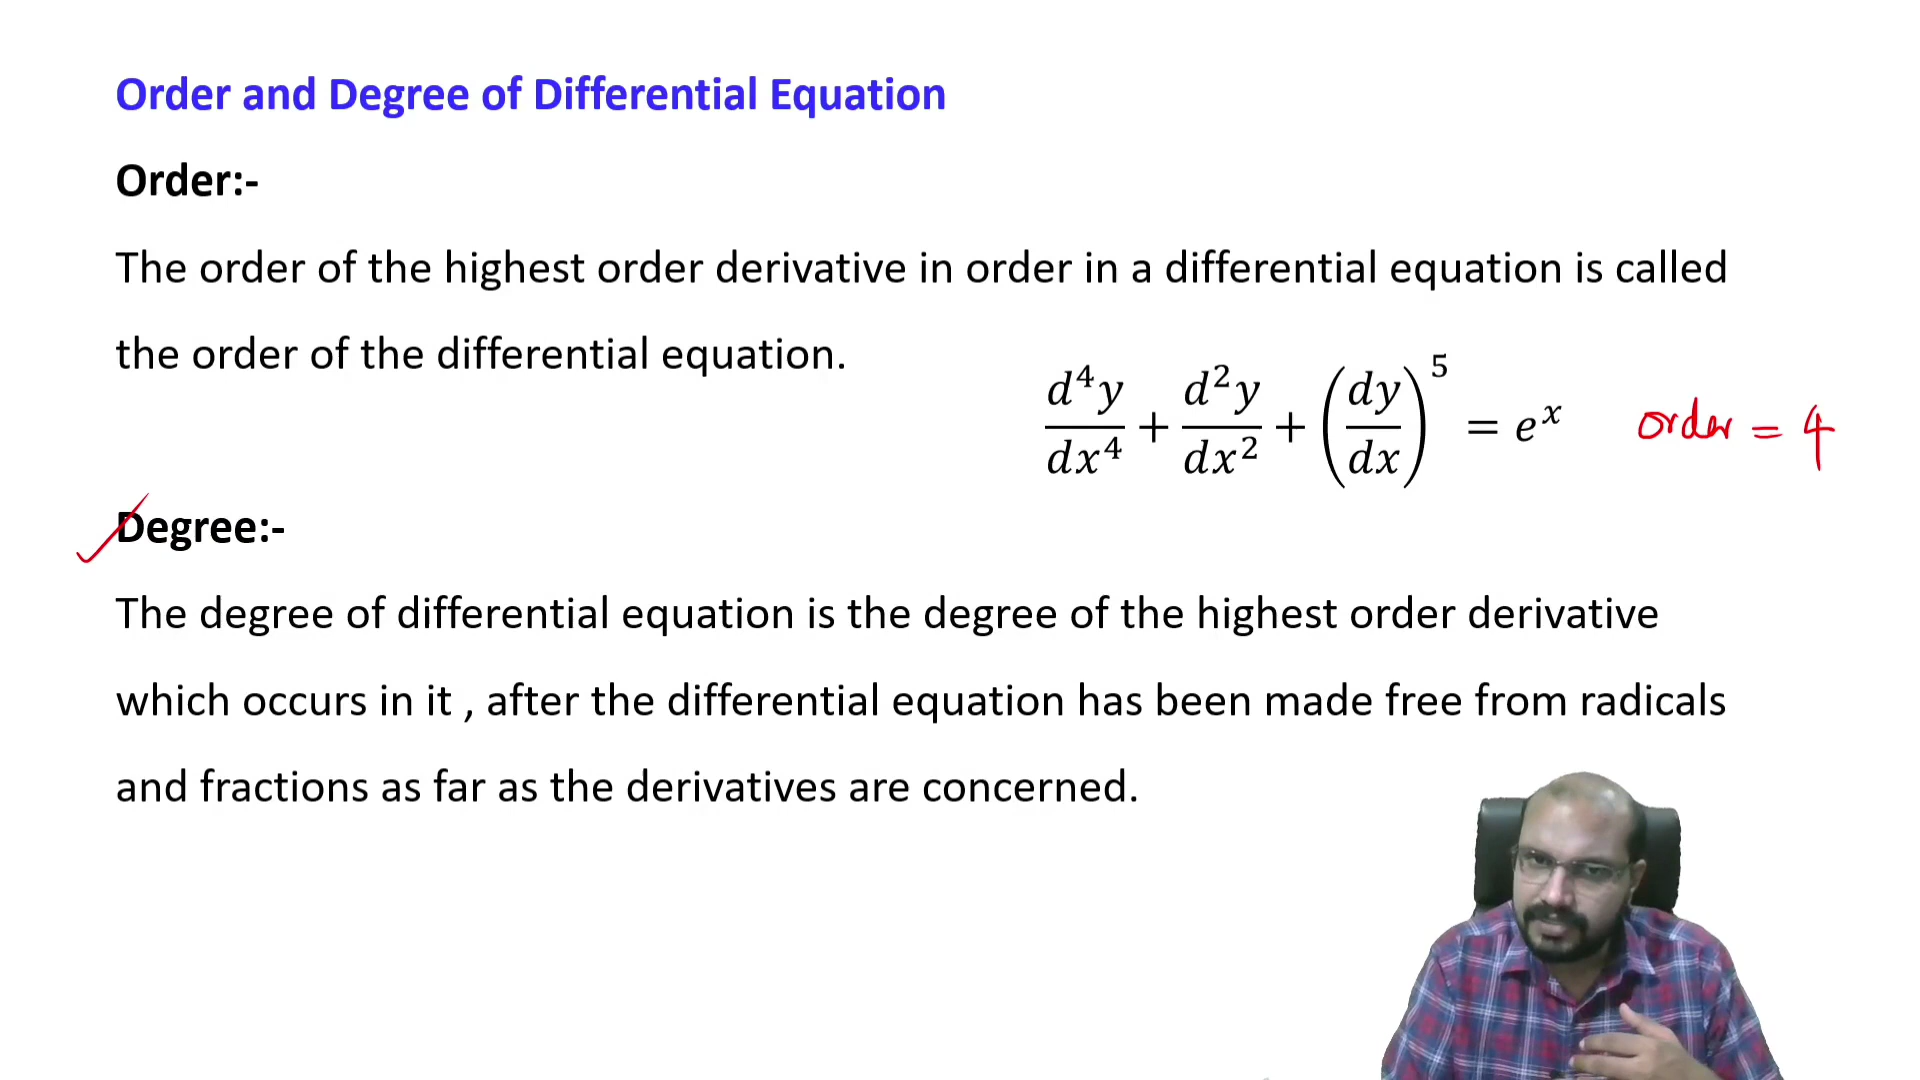 Order and Degree of Differential Equation
Order:-
The order of the highest order derivative in order in a differential equation is called
the order of the differential equation.
d⁴y/dx⁴ + d²y/dx² + (dy/dx)⁵ = eˣ order = 4
Degree:-
The degree of differential equation is the degree of the highest order derivative
which occurs in it , after the differential equation has been made free from radicals
and fractions as far as the derivatives are concerned.